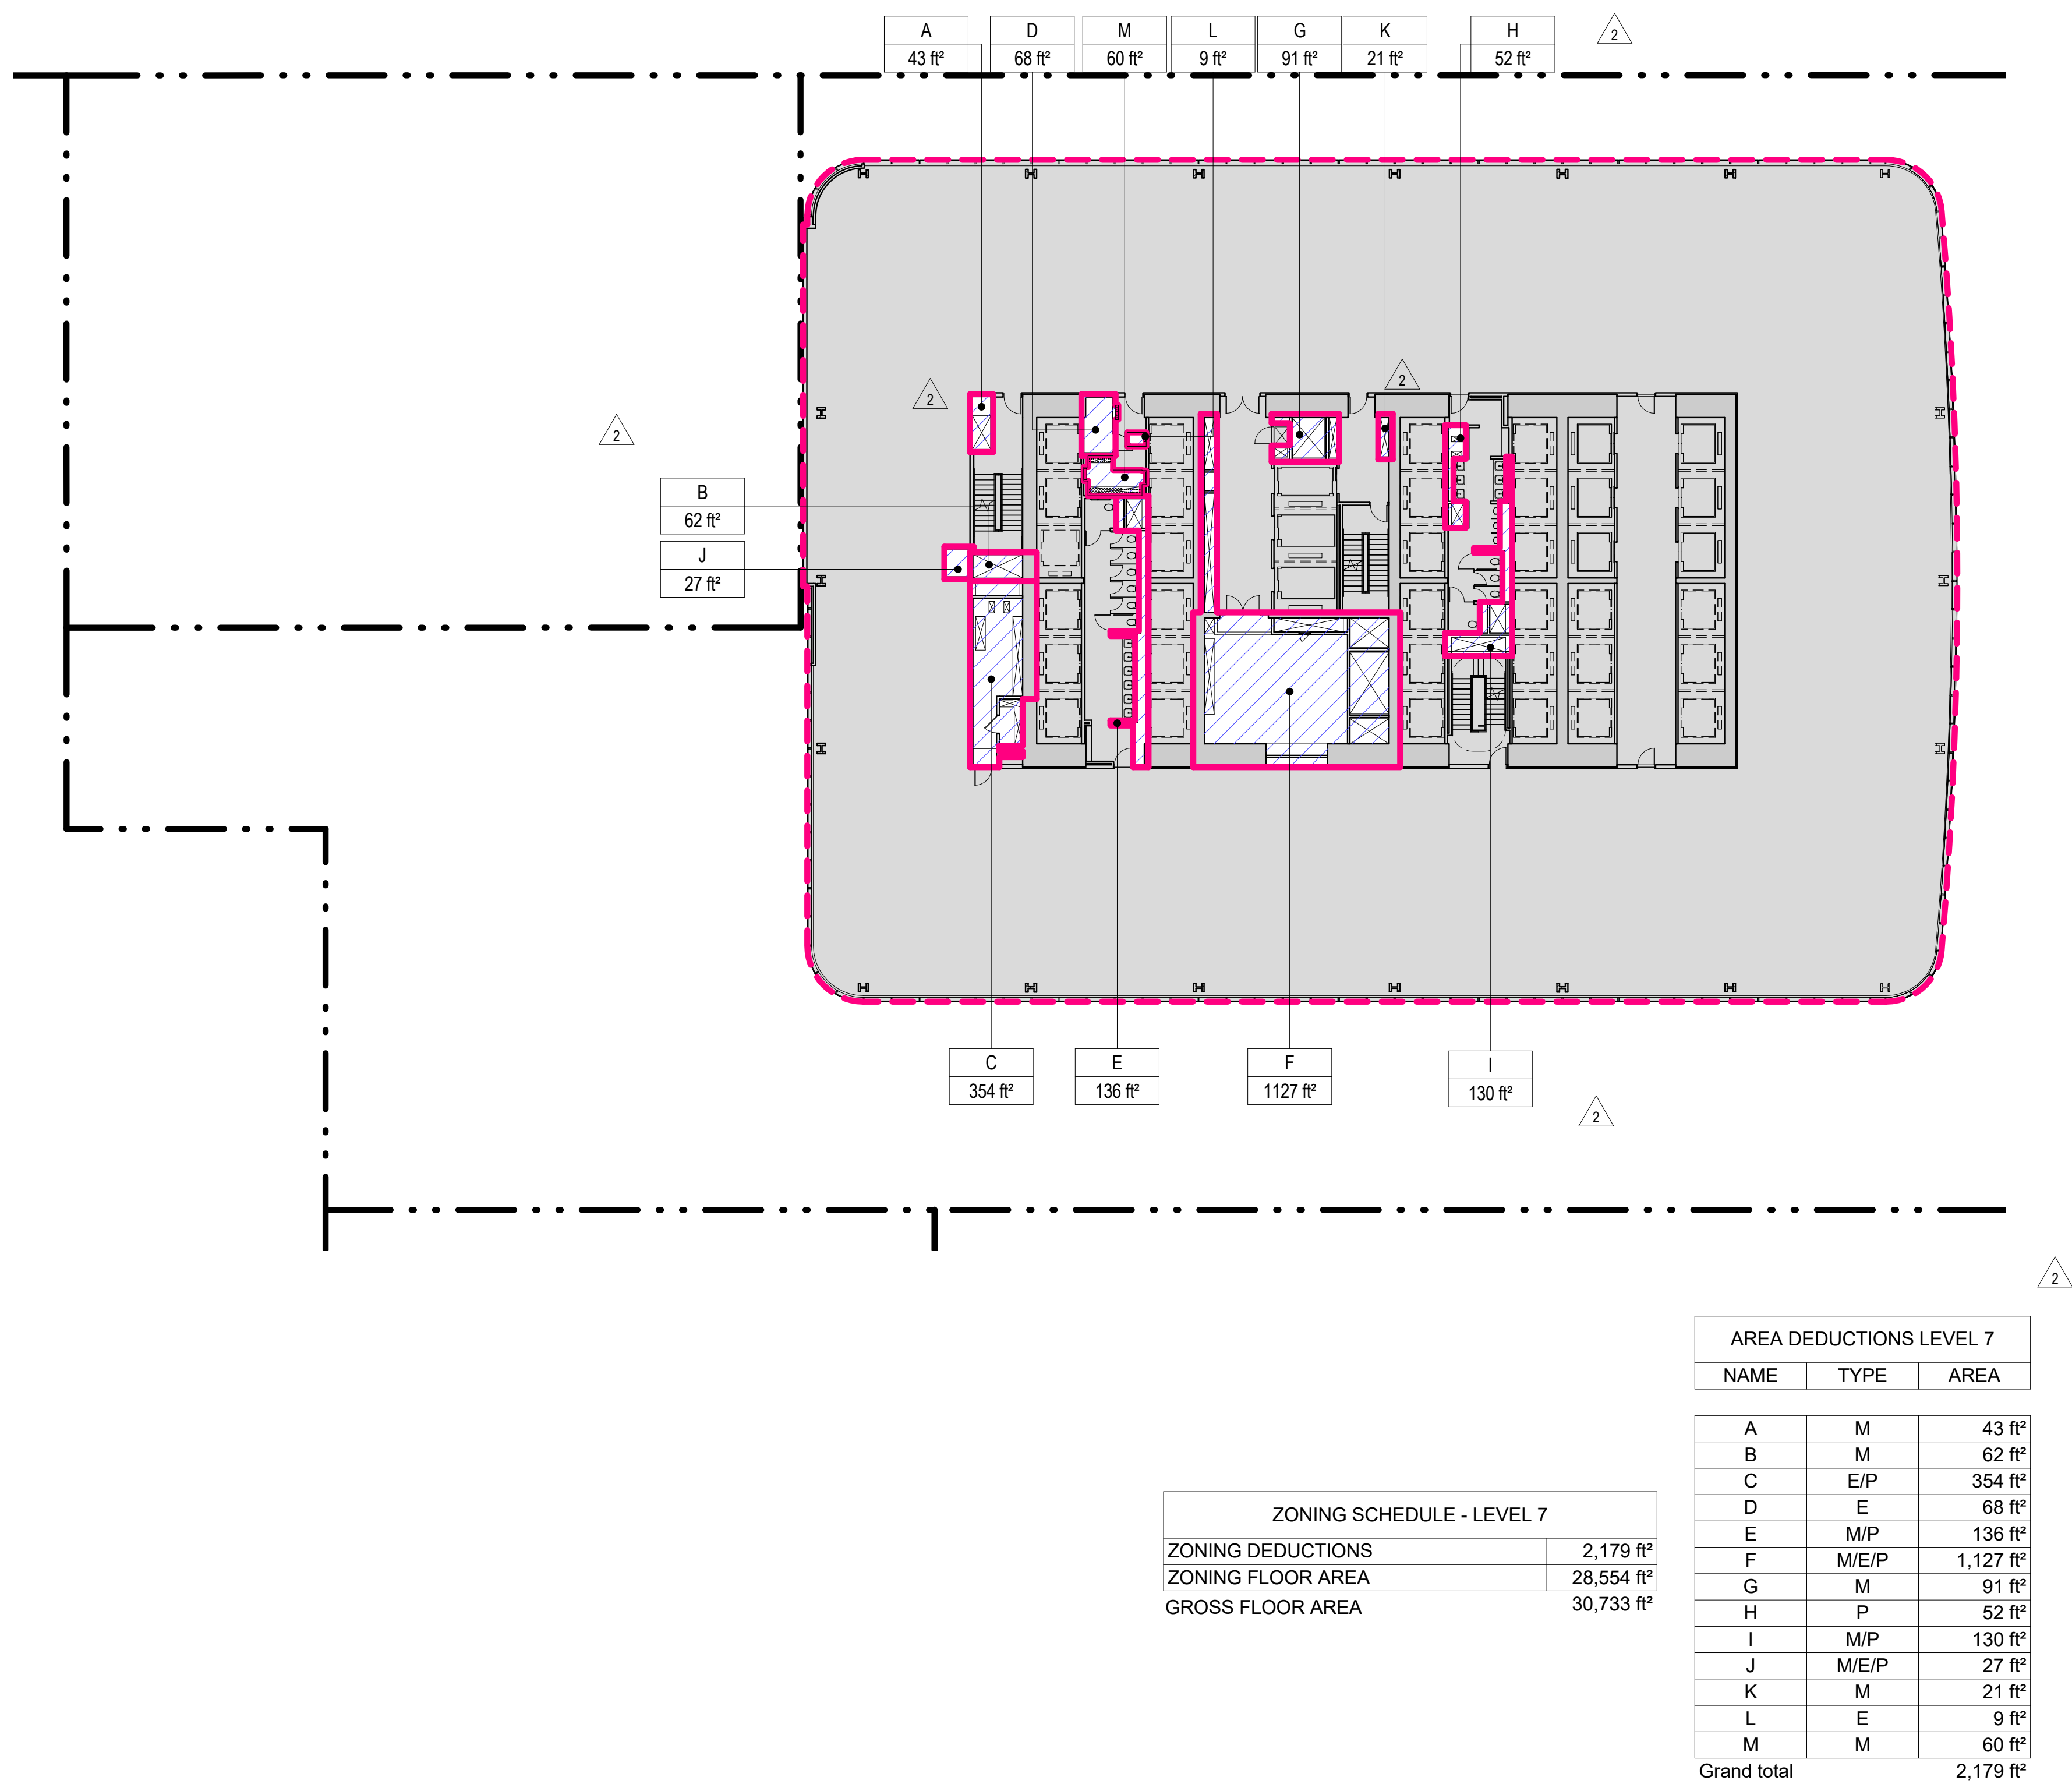 A D M L G K H
43 ft² 68 ft² 60 ft² 9 ft² 91 ft² 21 ft² 52 ft²
2
2
2
2
B
62 ft²
J
27 ft²
C E F I
354 ft² 136 ft² 1127 ft² 130 ft²
2
2
AREA DEDUCTIONS LEVEL 7
NAME TYPE AREA
A M 43 ft²
B M 62 ft²
C E/P 354 ft²
D E 68 ft²
E M/P 136 ft²
F M/E/P 1,127 ft²
G M 91 ft²
H P 52 ft²
I M/P 130 ft²
J M/E/P 27 ft²
K M 21 ft²
L E 9 ft²
M M 60 ft²
Grand total 2,179 ft²
ZONING SCHEDULE - LEVEL 7
ZONING DEDUCTIONS 2,179 ft²
ZONING FLOOR AREA 28,554 ft²
GROSS FLOOR AREA 30,733 ft²